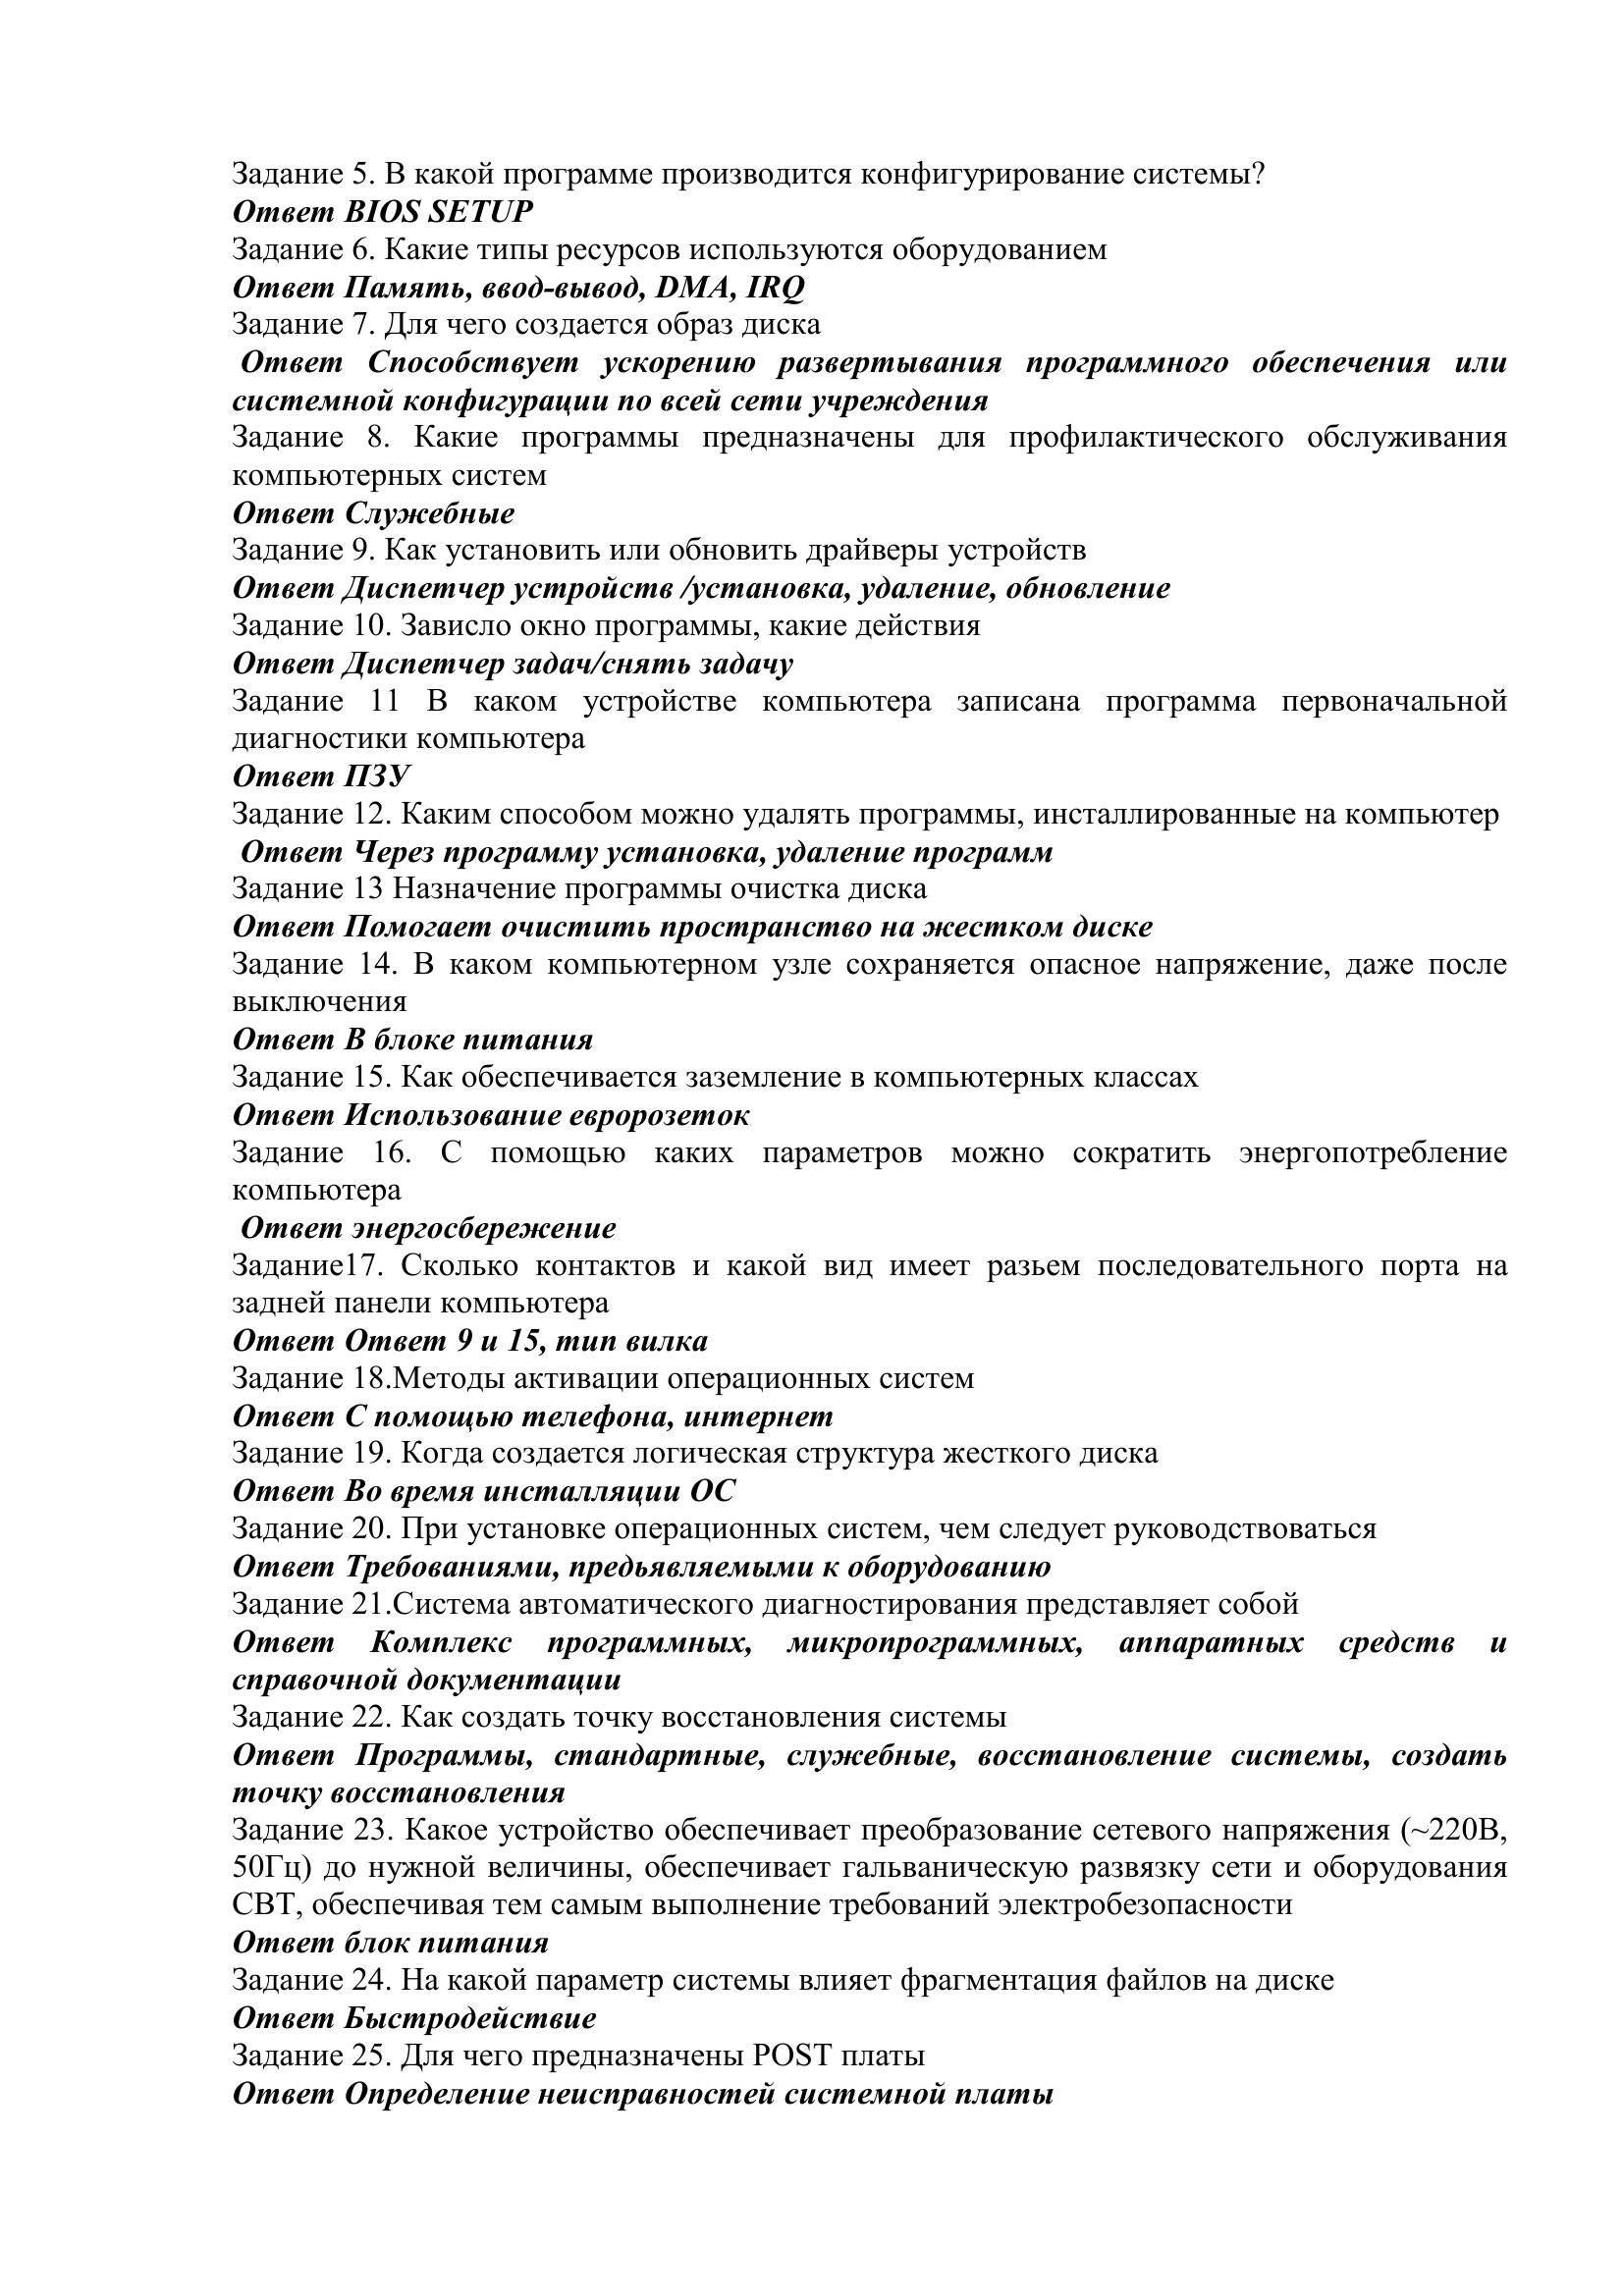 Задание 5. В какой программе производится конфигурирование системы?
Ответ BIOS SETUP
Задание 6. Какие типы ресурсов используются оборудованием
Ответ Память, ввод-вывод, DMA, IRQ
Задание 7. Для чего создается образ диска
Ответ Способствует ускорению развертывания программного обеспечения или
системной конфигурации по всей сети учреждения
Задание 8. Какие программы предназначены для профилактического обслуживания
компьютерных систем
Ответ Служебные
Задание 9. Как установить или обновить драйверы устройств
Ответ Диспетчер устройств /установка, удаление, обновление
Задание 10. Зависло окно программы, какие действия
Ответ Диспетчер задач/снять задачу
Задание 11 В каком устройстве компьютера записана программа первоначальной
диагностики компьютера
Ответ ПЗУ
Задание 12. Каким способом можно удалять программы, инсталлированные на компьютер
Ответ Через программу установка, удаление программ
Задание 13 Назначение программы очистка диска
Ответ Помогает очистить пространство на жестком диске
Задание 14. В каком компьютерном узле сохраняется опасное напряжение, даже после
выключения
Ответ В блоке питания
Задание 15. Как обеспечивается заземление в компьютерных классах
Ответ Использование евророзеток
Задание 16. С помощью каких параметров можно сократить энергопотребление
компьютера
Ответ энергосбережение
Задание17. Сколько контактов и какой вид имеет разьем последовательного порта на
задней панели компьютера
Ответ Ответ 9 и 15, тип вилка
Задание 18.Методы активации операционных систем
Ответ С помощью телефона, интернет
Задание 19. Когда создается логическая структура жесткого диска
Ответ Во время инсталляции ОС
Задание 20. При установке операционных систем, чем следует руководствоваться
Ответ Требованиями, предьявляемыми к оборудованию
Задание 21.Система автоматического диагностирования представляет собой
Ответ Комплекс программных, микропрограммных, аппаратных средств и
справочной документации
Задание 22. Как создать точку восстановления системы
Ответ Программы, стандартные, служебные, восстановление системы, создать
точку восстановления
Задание 23. Какое устройство обеспечивает преобразование сетевого напряжения (~220В,
50Гц) до нужной величины, обеспечивает гальваническую развязку сети и оборудования
СВТ, обеспечивая тем самым выполнение требований электробезопасности
Ответ блок питания
Задание 24. На какой параметр системы влияет фрагментация файлов на диске
Ответ Быстродействие
Задание 25. Для чего предназначены POST платы
Ответ Определение неисправностей системной платы